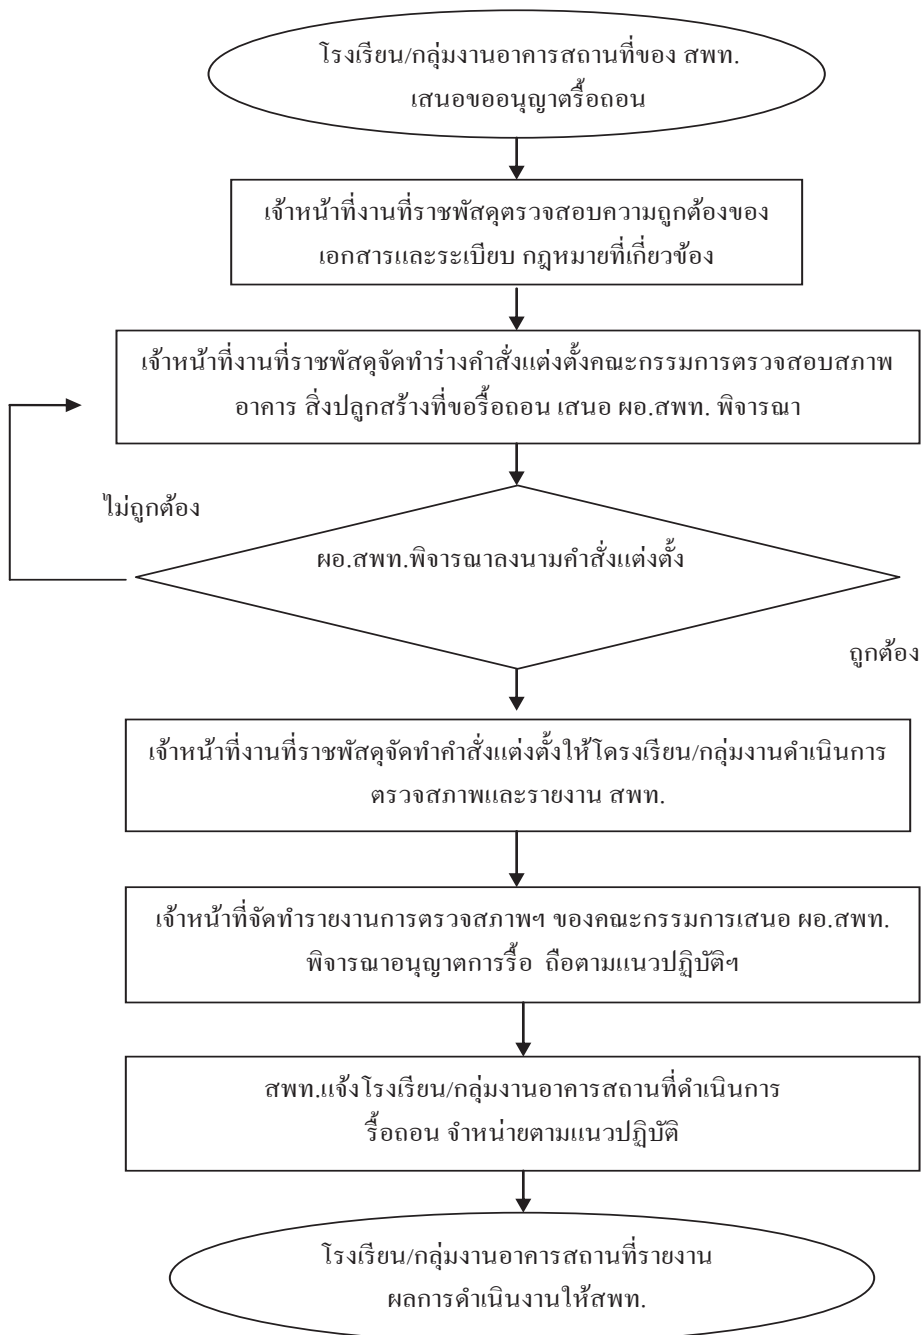 โรงเรียน/กลุ่มงานอาคารสถานที่ของ สพท.
เสนอขออนุญาตรื้อถอน
เจ้าหน้าที่งานที่ราชพัสดุตรวจสอบความถูกต้องของ
เอกสารและระเบียบ กฎหมายที่เกี่ยวข้อง
เจ้าหน้าที่งานที่ราชพัสดุจัดทำร่างคำสั่งแต่งตั้งคณะกรรมการตรวจสอบสภาพ
อาคาร สิ่งปลูกสร้างที่ขอรื้อถอน เสนอ ผอ.สพท. พิจารณา
ไม่ถูกต้อง
ผอ.สพท.พิจารณาลงนามคำสั่งแต่งตั้ง
ถูกต้อง
เจ้าหน้าที่งานที่ราชพัสดุจัดทำคำสั่งแต่งตั้งให้โดรงเรียน/กลุ่มงานดำเนินการ
ตรวจสภาพและรายงาน สพท.
เจ้าหน้าที่จัดทำรายงานการตรวจสภาพฯ ของคณะกรรมการเสนอ ผอ.สพท.
พิจารณาอนุญาตการรื้อ ถือตามแนวปฏิบัติฯ
สพท.แจ้งโรงเรียน/กลุ่มงานอาคารสถานที่ดำเนินการ
รื้อถอน จำหน่ายตามแนวปฏิบัติ
โรงเรียน/กลุ่มงานอาคารสถานที่รายงาน
ผลการดำเนินงานให้สพท.